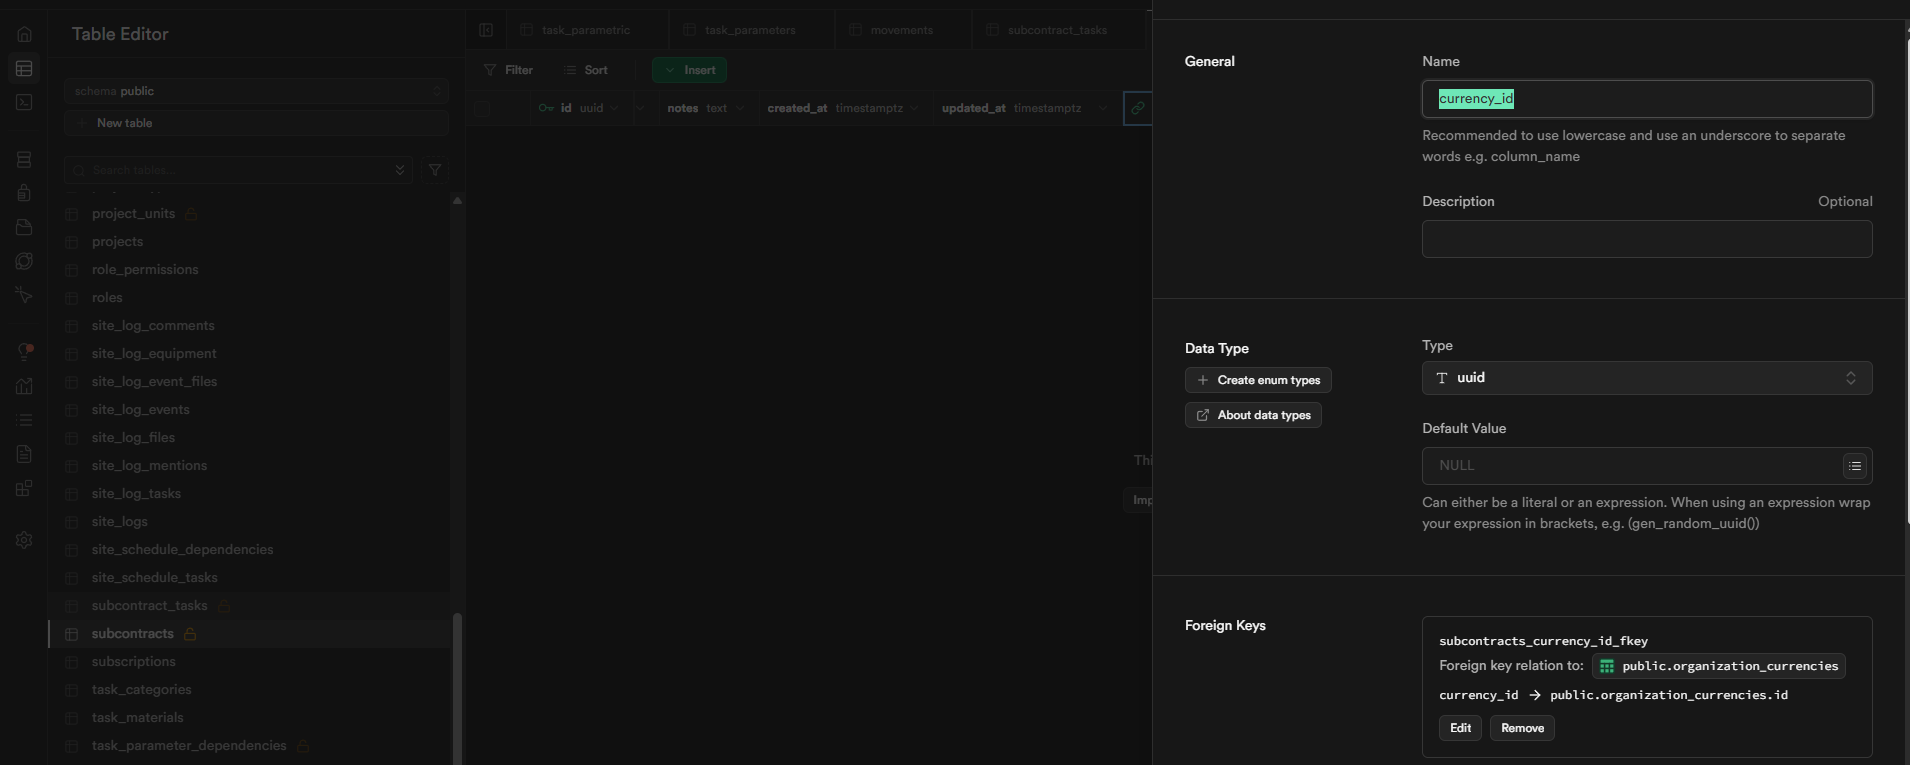 Table Editor
schema public
New table
Search tables...
project_units
projects
role_permissions
roles
site_log_comments
site_log_equipment
site_log_event_files
site_log_events
site_log_files
site_log_mentions
site_log_tasks
site_logs
site_schedule_dependencies
site_schedule_tasks
subcontract_tasks
subcontracts
subscriptions
task_categories
task_materials
task_parameter_dependencies
task_parametric
task_parameters
movements
subcontract_tasks
Filter
Sort
Insert
id uuid
notes text
created_at timestamptz
updated_at timestamptz
Thi
Imp
General
Name
currency_id
Recommended to use lowercase and use an underscore to separate
words e.g. column_name
Description
Optional
Data Type
Create enum types
About data types
Type
uuid
Default Value
NULL
Can either be a literal or an expression. When using an expression wrap
your expression in brackets, e.g. (gen_random_uuid())
Foreign Keys
subcontracts_currency_id_fkey
Foreign key relation to: public.organization_currencies
currency_id → public.organization_currencies.id
Edit
Remove